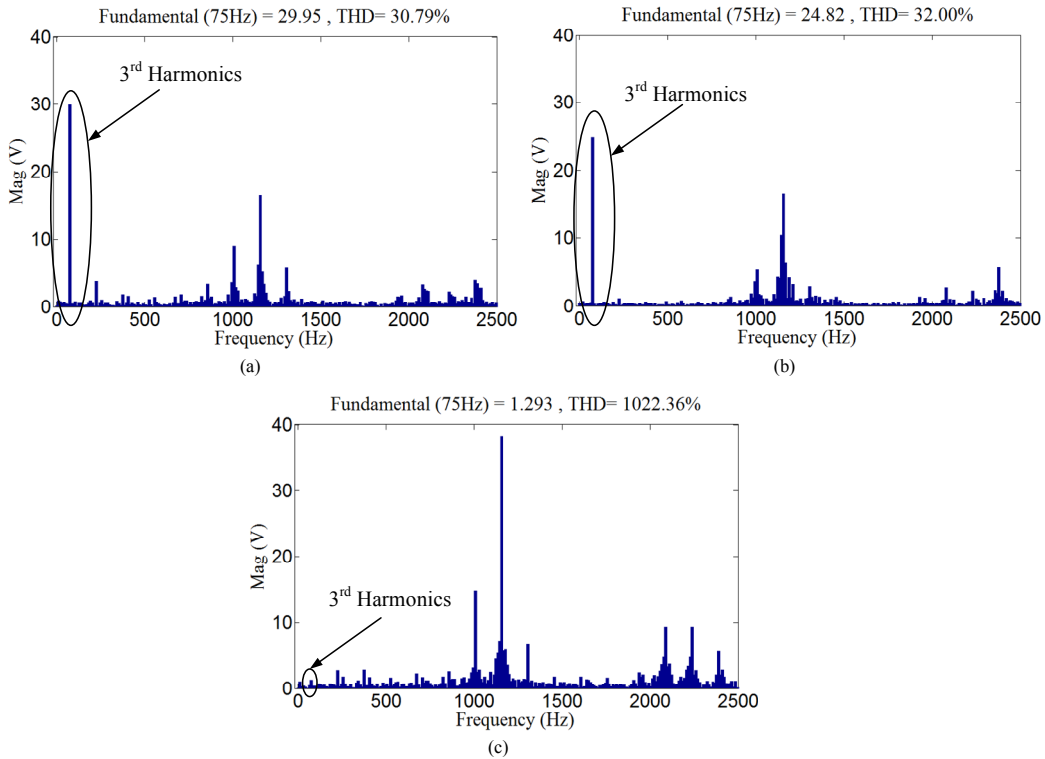 Fundamental (75Hz) = 29.95 , THD= 30.79%
40
30
20
10
0
Mag (V)
3rd Harmonics
500
1000
1500
2000
2500
Frequency (Hz)
(a)
Fundamental (75Hz) = 24.82 , THD= 32.00%
40
30
20
10
0
Mag (V)
3rd Harmonics
0
500
1000
1500
2000
2500
Frequency (Hz)
(b)
Fundamental (75Hz) = 1.293 , THD= 1022.36%
40
30
20
10
0
Mag (V)
3rd Harmonics
0
500
1000
1500
2000
2500
Frequency (Hz)
(c)